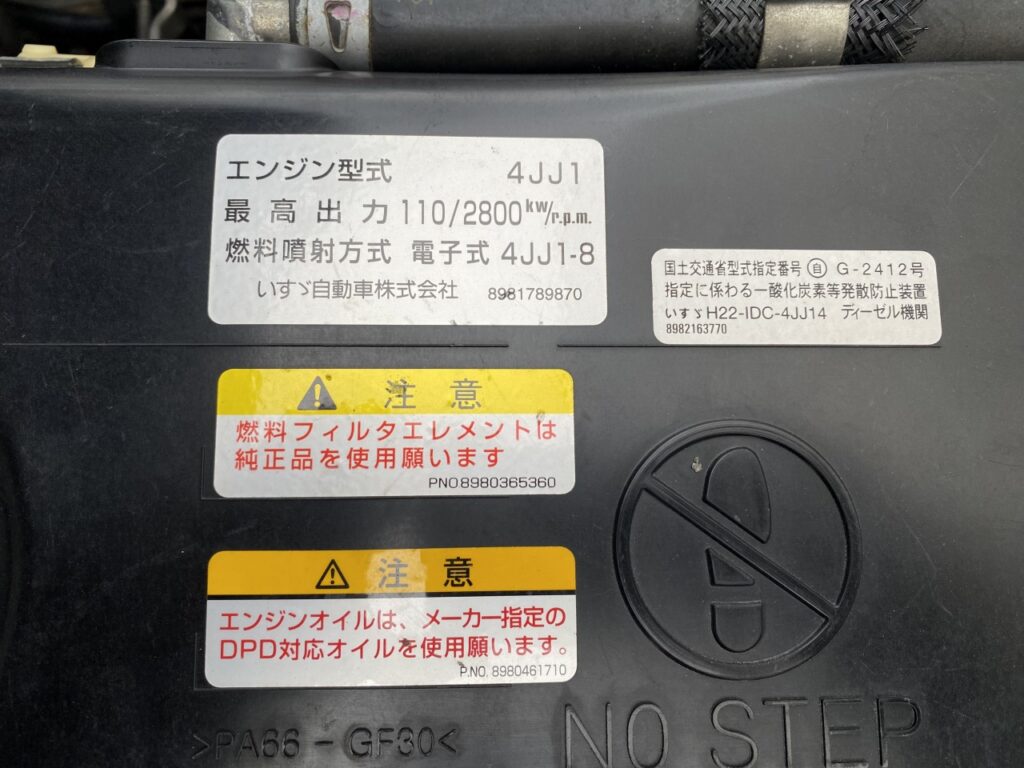 エンジン型式 4JJ1
最高出力 110/2800kw/r.p.m.
燃料噴射方式 電子式 4JJ1-8
いすゞ自動車株式会社 8981789870
国土交通省型式指定番号 自 G-2412号
指定に係わる一酸化炭素等発散防止装置
いすゞH22-IDC-4JJ14 ディーゼル機関
8982163770
注意
燃料フィルタエレメントは
純正品を使用願います
PNO8980365360
注意
エンジンオイルは、メーカー指定の
DPD対応オイルを使用願います。
P.NO. 8980461710
NO STEP
>PA66-GF30<